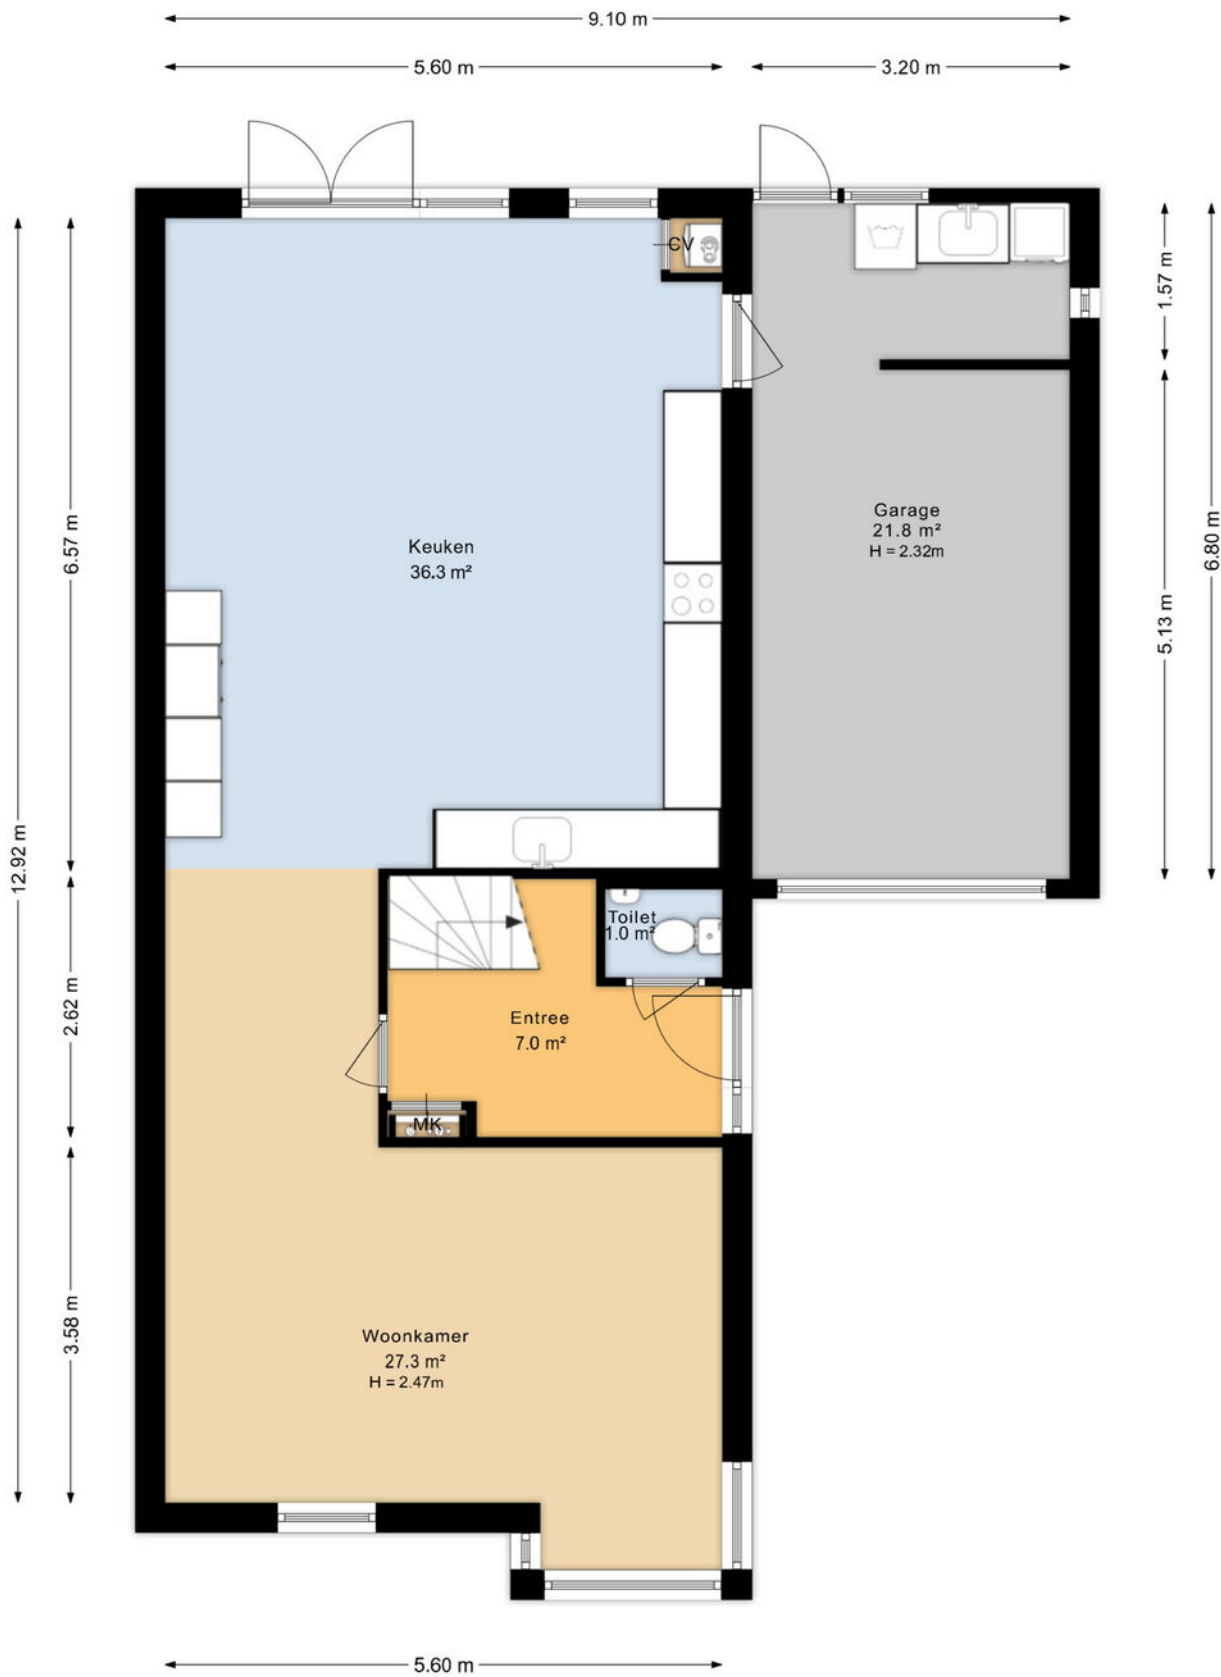 9.10 m
5.60 m
3.20 m
CV
1.57 m
Garage
21.8 m²
H = 2.32m
6.80 m
6.57 m
Keuken
36.3 m²
5.13 m
12.92 m
Toilet
1.0 m²
2.62 m
Entree
7.0 m²
MK
3.58 m
Woonkamer
27.3 m²
H = 2.47m
5.60 m